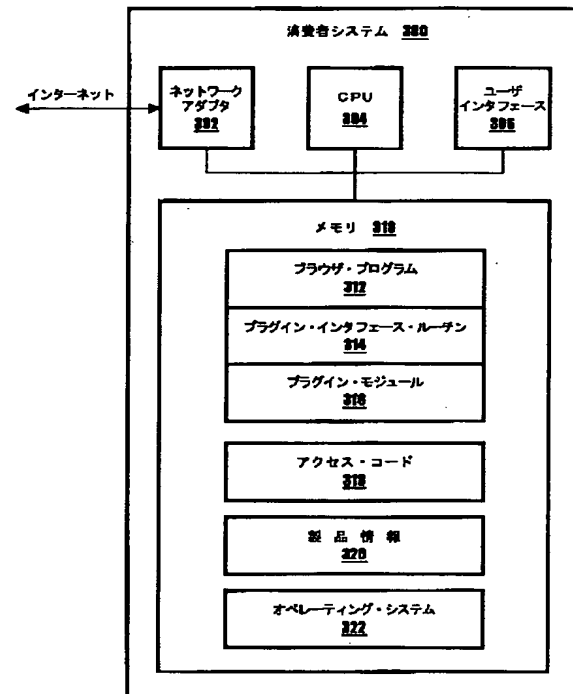 消費者システム 300
インターネット
ネットワーク
アダプタ
302
CPU
304
ユーザ
インタフェース
306
メモリ 310
ブラウザ・プログラム
312
プラグイン・インタフェース・ルーチン
314
プラグイン・モジュール
316
アクセス・コード
318
製品情報
320
オペレーティング・システム
322